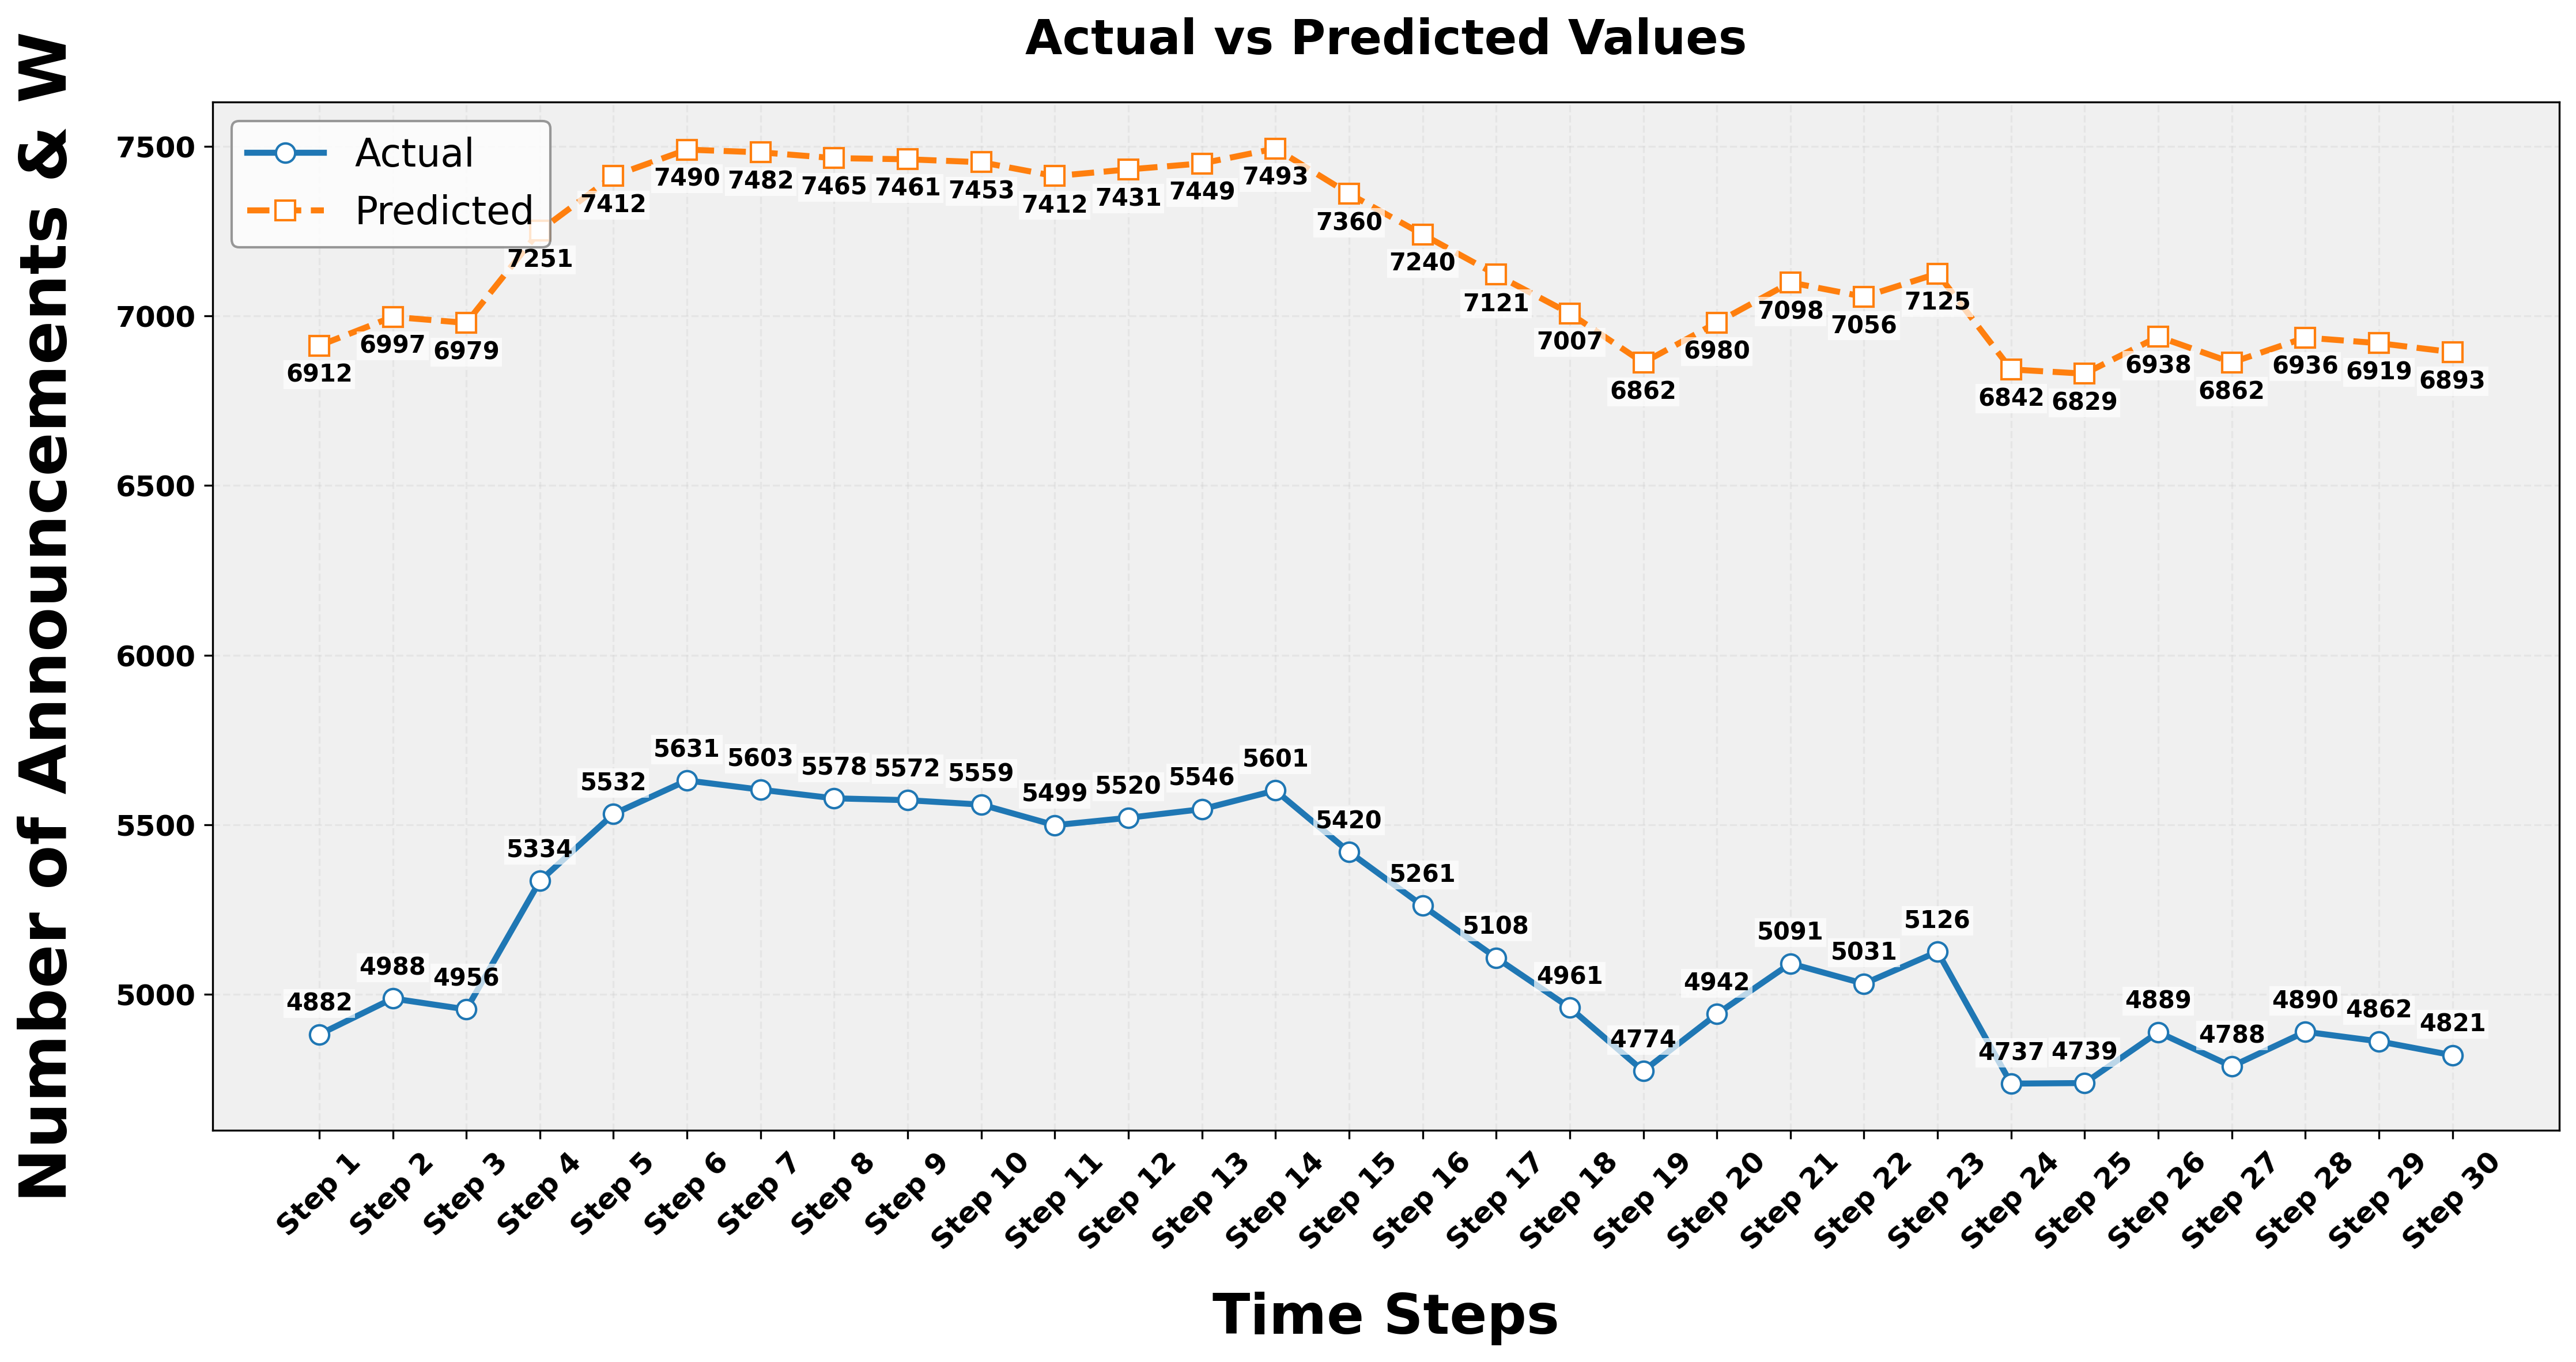 Actual vs Predicted Values
Number of Announcements & W
7500
7000
6500
6000
5500
5000
Actual
Predicted
6912
6997
6979
7251
7412
7490
7482
7465
7461
7453
7412
7431
7449
7493
7360
7240
7121
7007
6862
6980
7098
7056
7125
6842
6829
6938
6862
6936
6919
6893
4882
4988
4956
5334
5532
5631
5603
5578
5572
5559
5499
5520
5546
5601
5420
5261
5108
4961
4774
4942
5091
5031
5126
4737
4739
4889
4788
4890
4862
4821
Step 1
Step 2
Step 3
Step 4
Step 5
Step 6
Step 7
Step 8
Step 9
Step 10
Step 11
Step 12
Step 13
Step 14
Step 15
Step 16
Step 17
Step 18
Step 19
Step 20
Step 21
Step 22
Step 23
Step 24
Step 25
Step 26
Step 27
Step 28
Step 29
Step 30
Time Steps